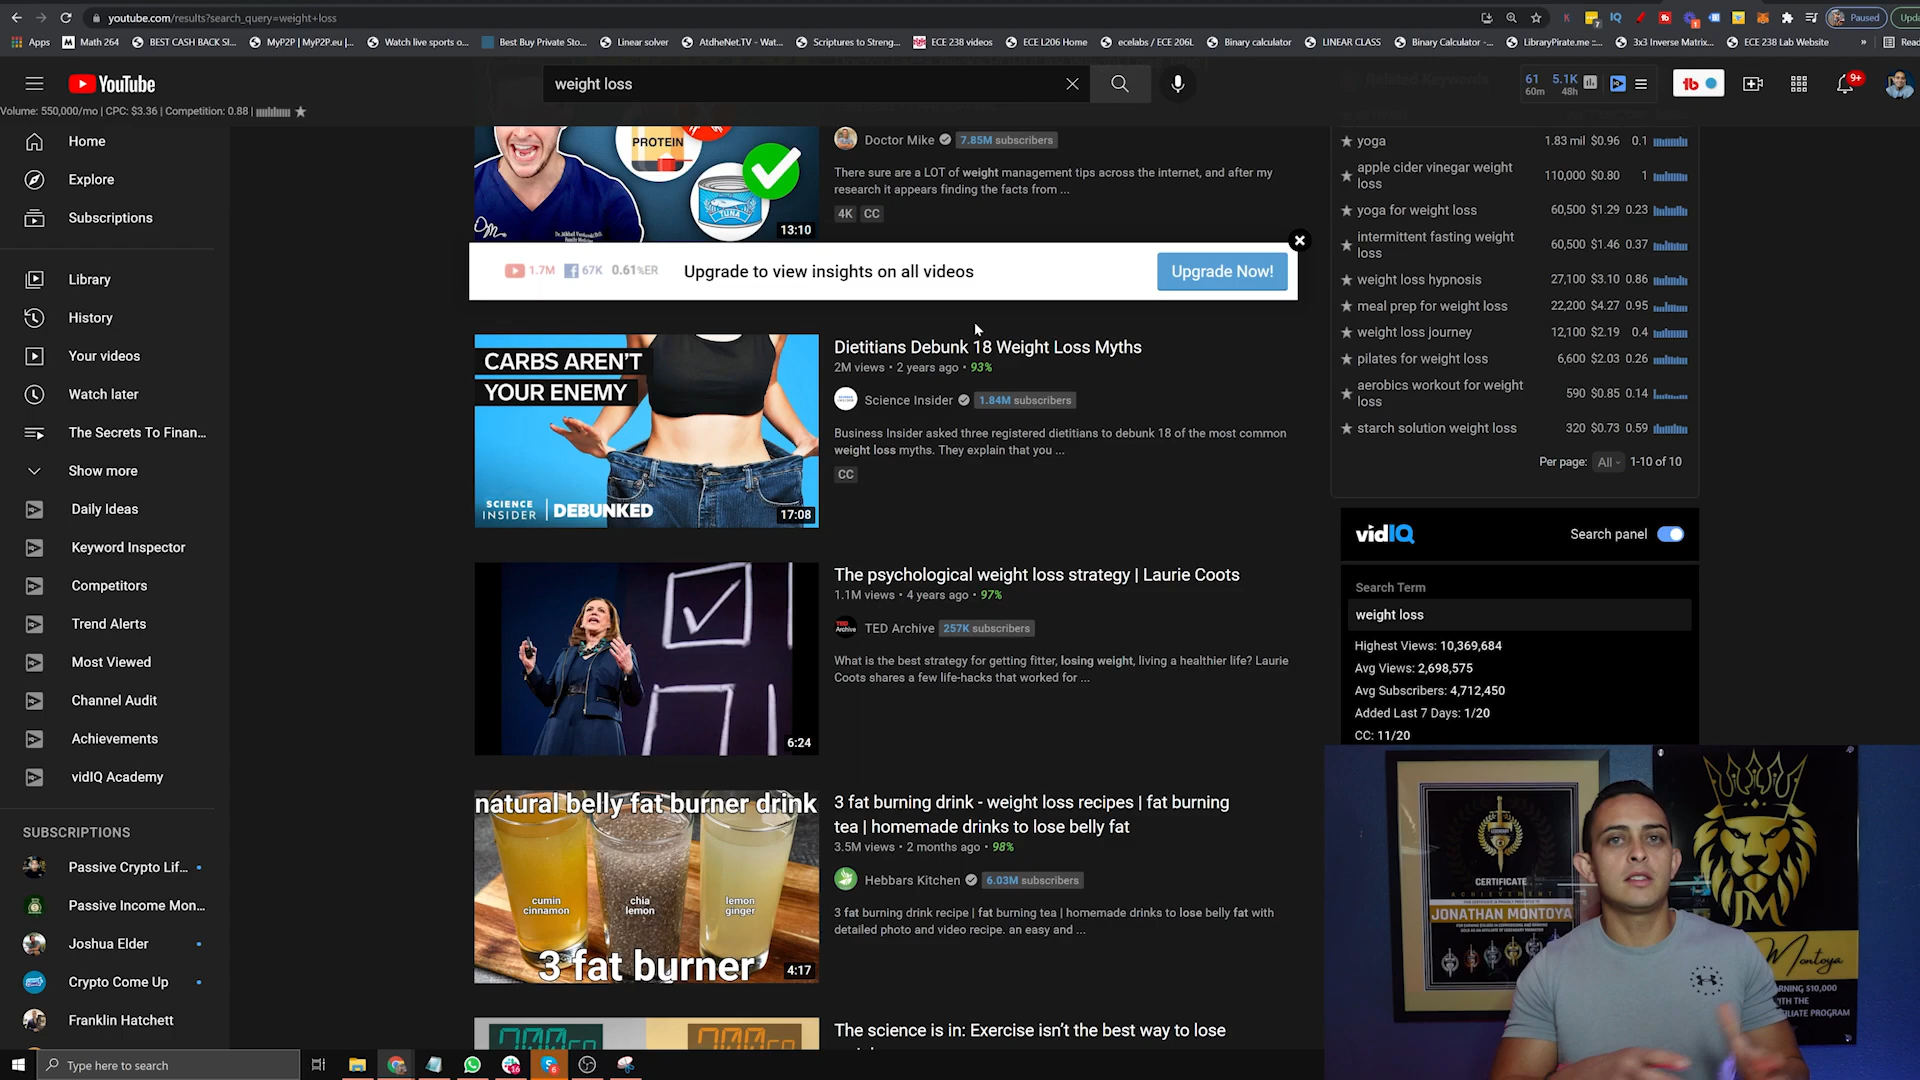 youtube.com/results?search_query=weight+loss
Paused
Apps
Math 264
BEST CASH BACK SI...
MyP2P | MyP2P.eu |...
Watch live sports o...
Best Buy Private Sto...
Linear solver
AtdheNet.TV - Wat...
Scriptures to Streng...
ECE 238 videos
ECE L206 Home
ecelabs / ECE 206L
Binary calculator
LINEAR CLASS
Binary Calculator -...
LibraryPirate.me ::...
3x3 Inverse Matrix...
ECE 238 Lab Website
YouTube
weight loss
61
60m
5.1K
48h
9+
Volume: 550,000/mo | CPC: $3.36 | Competition: 0.88 |
Home
Explore
Subscriptions
Library
History
Your videos
Watch later
The Secrets To Finan...
Show more
Daily Ideas
Keyword Inspector
Competitors
Trend Alerts
Most Viewed
Channel Audit
Achievements
vidIQ Academy
SUBSCRIPTIONS
Passive Crypto Lif...
Passive Income Mon...
Joshua Elder
Crypto Come Up
Franklin Hatchett
PROTEIN
TUNA
13:10
Doctor Mike 7.85M subscribers
There sure are a LOT of weight management tips across the internet, and after my
research it appears finding the facts from ...
4K CC
1.7M 67K 0.61%ER
Upgrade to view insights on all videos
Upgrade Now!
CARBS AREN'T
YOUR ENEMY
SCIENCE
INSIDER
DEBUNKED
17:08
Dietitians Debunk 18 Weight Loss Myths
2M views • 2 years ago • 93%
Science Insider 1.84M subscribers
Business Insider asked three registered dietitians to debunk 18 of the most common
weight loss myths. They explain that you ...
CC
6:24
The psychological weight loss strategy | Laurie Coots
1.1M views • 4 years ago • 97%
TED Archive 257K subscribers
What is the best strategy for getting fitter, losing weight, living a healthier life? Laurie
Coots shares a few life-hacks that worked for ...
natural belly fat burner drink
cumin
cinnamon
chia
lemon
lemon
ginger
3 fat burner
4:17
3 fat burning drink - weight loss recipes | fat burning
tea | homemade drinks to lose belly fat
3.5M views • 2 months ago • 98%
Hebbars Kitchen 6.03M subscribers
3 fat burning drink recipe | fat burning tea | homemade drinks to lose belly fat with
detailed photo and video recipe. an easy and ...
The science is in: Exercise isn't the best way to lose
Related Keywords
yoga 1.83 mil $0.96 0.1
apple cider vinegar weight
loss 110,000 $0.80 1
yoga for weight loss 60,500 $1.29 0.23
intermittent fasting weight
loss 60,500 $1.46 0.37
weight loss hypnosis 27,100 $3.10 0.86
meal prep for weight loss 22,200 $4.27 0.95
weight loss journey 12,100 $2.19 0.4
pilates for weight loss 6,600 $2.03 0.26
aerobics workout for weight
loss 590 $0.85 0.14
starch solution weight loss 320 $0.73 0.59
Per page: All 1-10 of 10
vidIQ
Search panel
Search Term
weight loss
Highest Views: 10,369,684
Avg Views: 2,698,575
Avg Subscribers: 4,712,450
Added Last 7 Days: 1/20
CC: 11/20
CERTIFICATE
JONATHAN MONTOYA
JM
Montoya
RNING $10,000
ITH THE
ILIATE PROGRAM
Type here to search